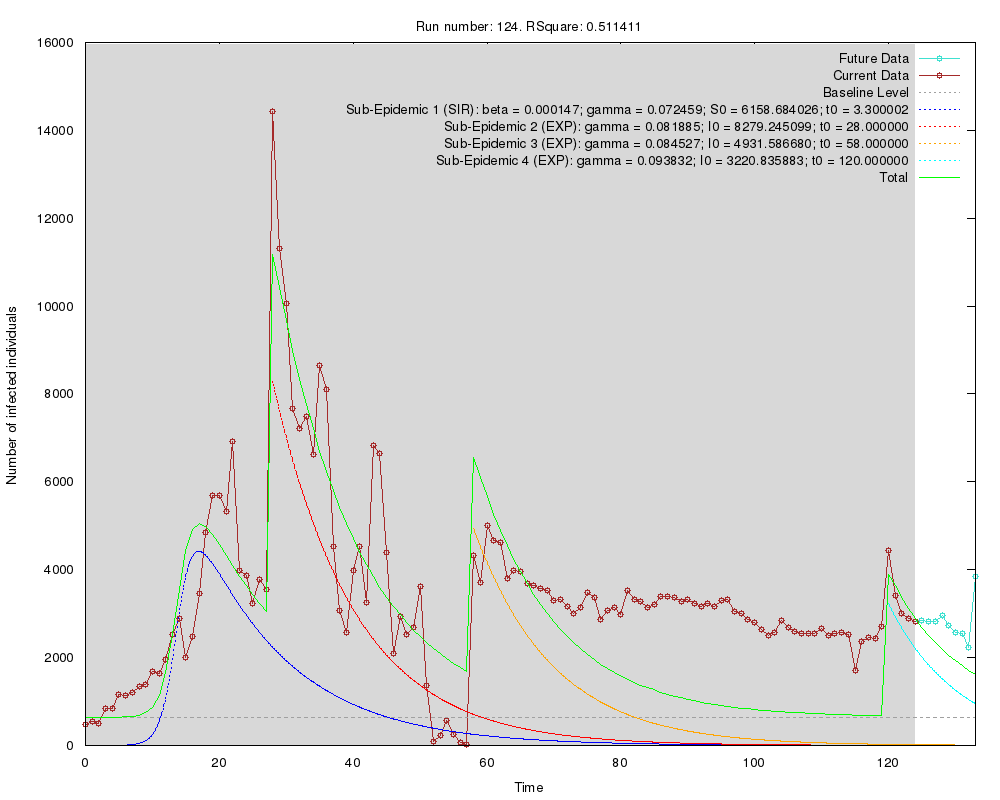 Run number: 124. RSquare: 0.511411
16000
14000
12000
10000
8000
6000
4000
2000
0
Number of infected individuals
Future Data
Current Data
Baseline Level
Sub-Epidemic 1 (SIR): beta = 0.000147; gamma = 0.072459; S0 = 6158.684026; t0 = 3.300002
Sub-Epidemic 2 (EXP): gamma = 0.081885; I0 = 8279.245099; t0 = 28.000000
Sub-Epidemic 3 (EXP): gamma = 0.084527; I0 = 4931.586680; t0 = 58.000000
Sub-Epidemic 4 (EXP): gamma = 0.093832; I0 = 3220.835883; t0 = 120.000000
Total
0 20 40 60 80 100 120
Time